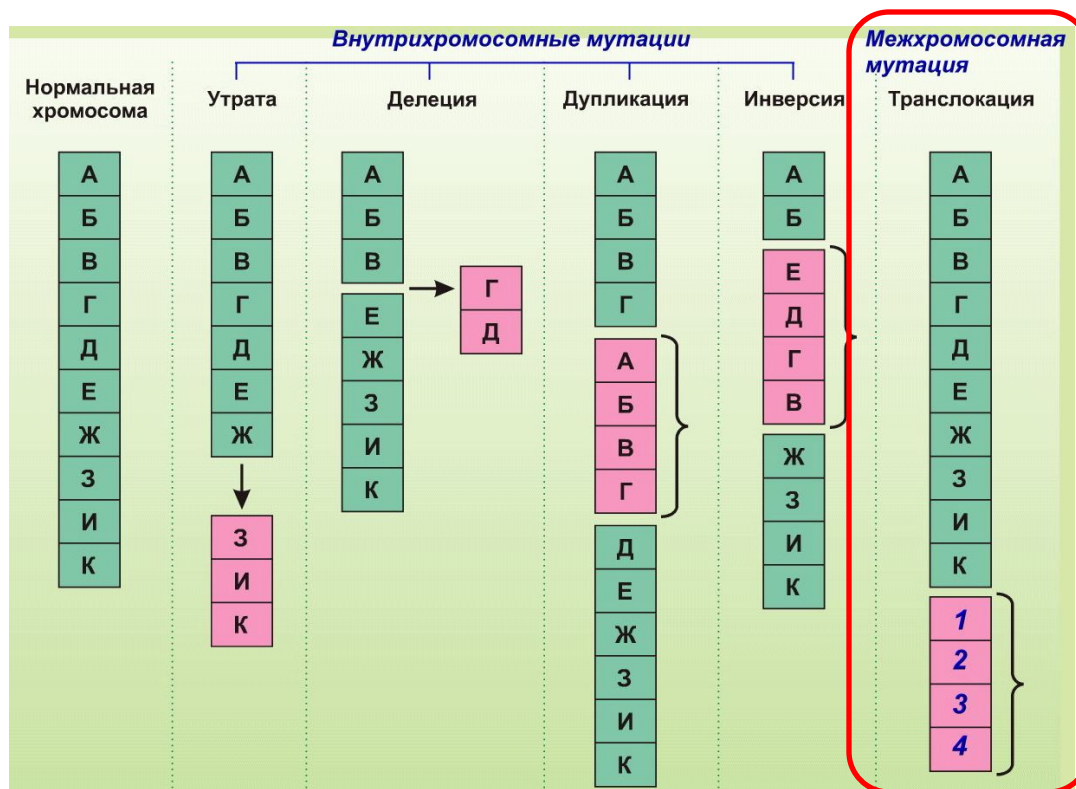 Внутрихромосомные мутации
Межхромосомная
мутация
Нормальная
хромосома
Утрата
Делеция
Дупликация
Инверсия
Транслокация
А
Б
В
Г
Д
Е
Ж
З
И
К
А
Б
В
Г
Д
Е
Ж
З
И
К
А
Б
В
Е
Ж
З
И
К
Г
Д
А
Б
В
Г
А
Б
В
Г
Д
Е
Ж
З
И
К
А
Б
Е
Д
Г
В
Ж
З
И
К
А
Б
В
Г
Д
Е
Ж
З
И
К
1
2
3
4